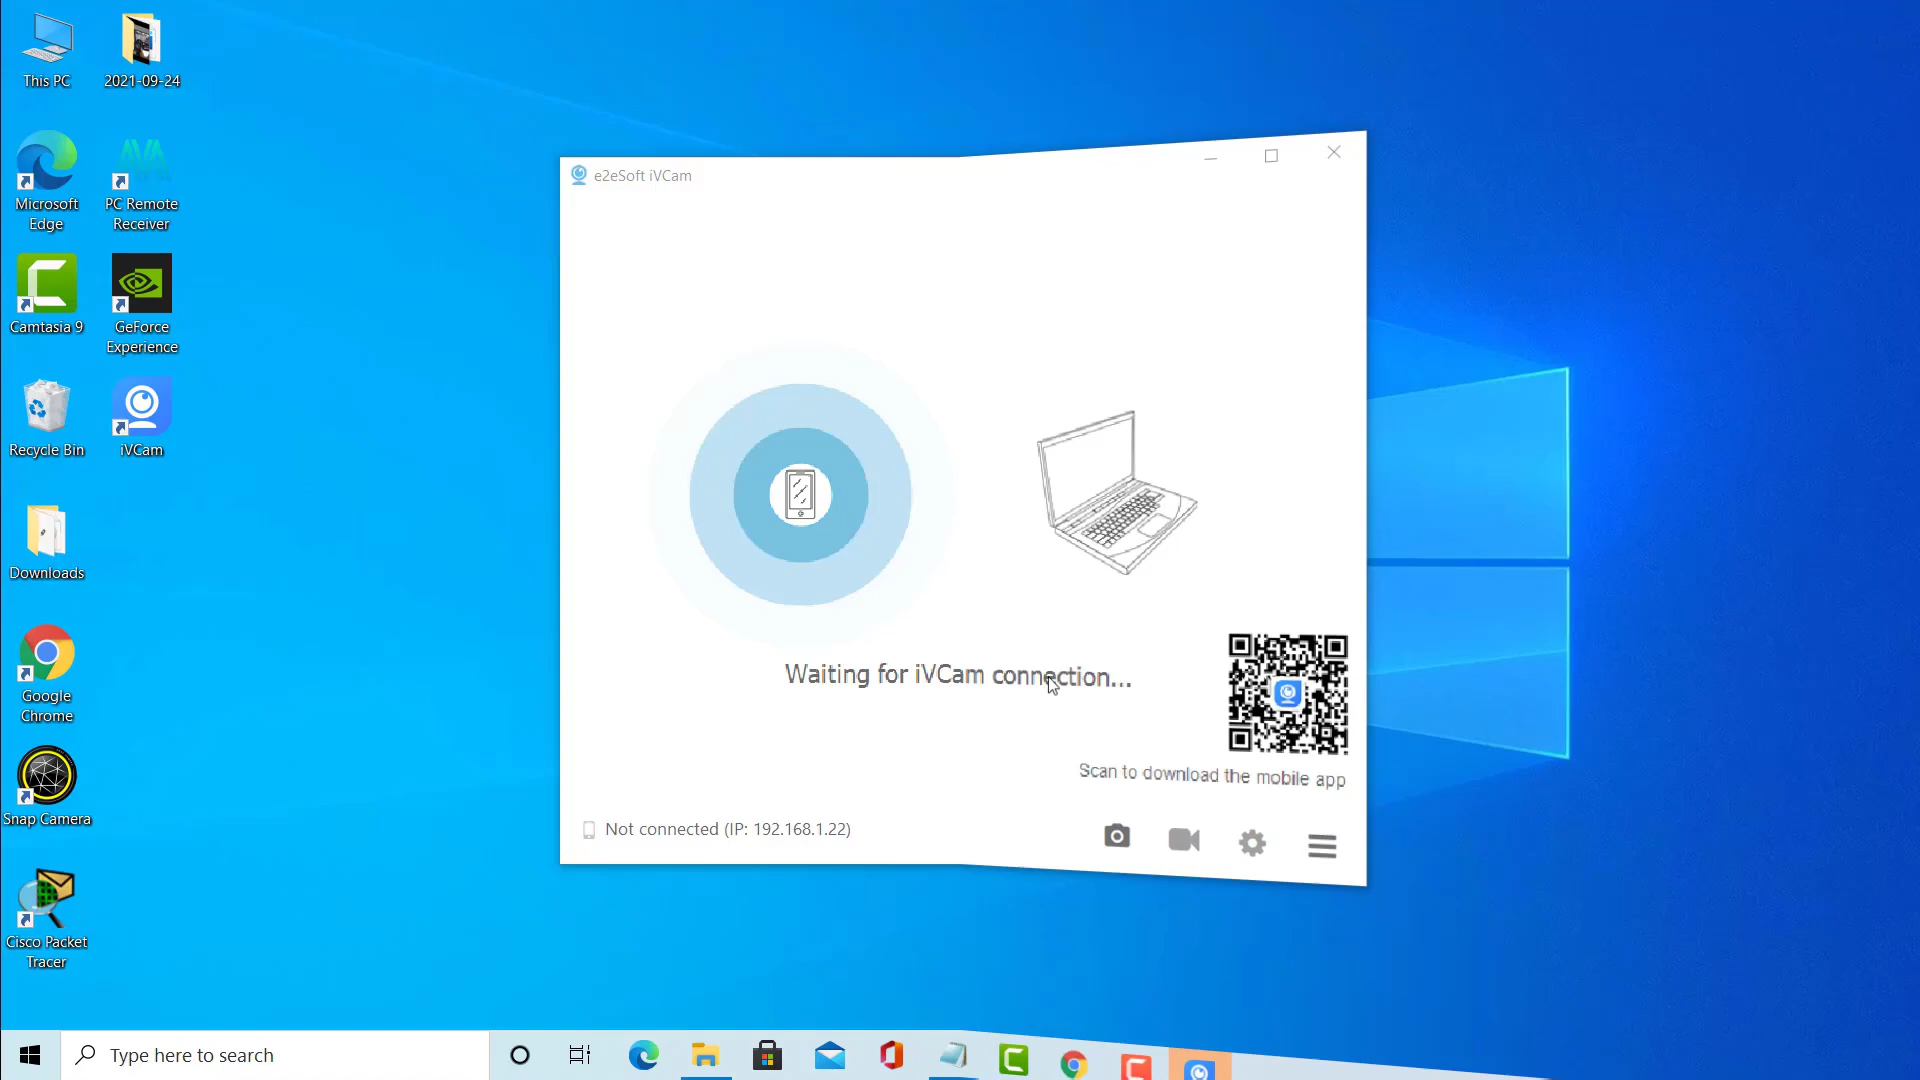 This PC
2021-09-24
Microsoft
Edge
AVA
PC Remote
Receiver
Camtasia 9
GeForce
Experience
Recycle Bin
iVCam
Downloads
Google
Chrome
Snap Camera
Cisco Packet
Tracer
e2eSoft iVCam
Waiting for iVCam connection...
Scan to download the mobile app
Not connected (IP: 192.168.1.22)
Type here to search